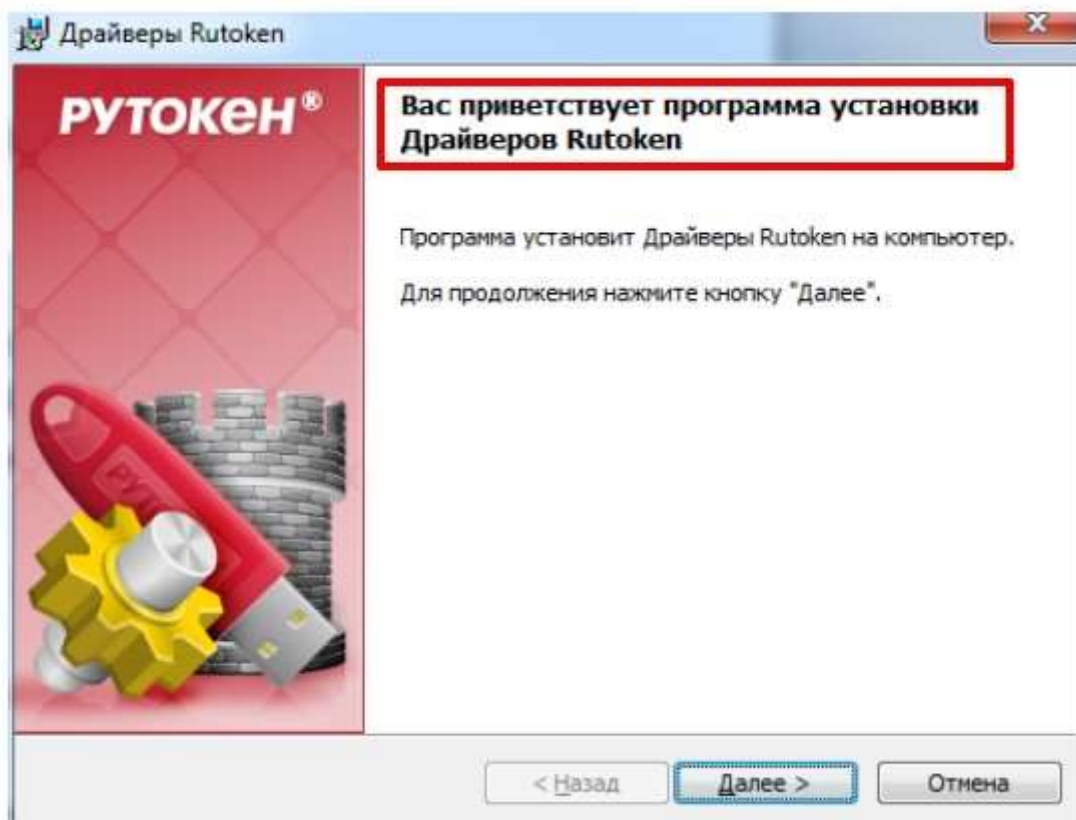 Драйверы Rutoken
РУТОКЕН®
Вас приветствует программа установки
Драйверов Rutoken
Программа установит Драйверы Rutoken на компьютер.
Для продолжения нажмите кнопку "Далее".
< Назад
Далее >
Отмена